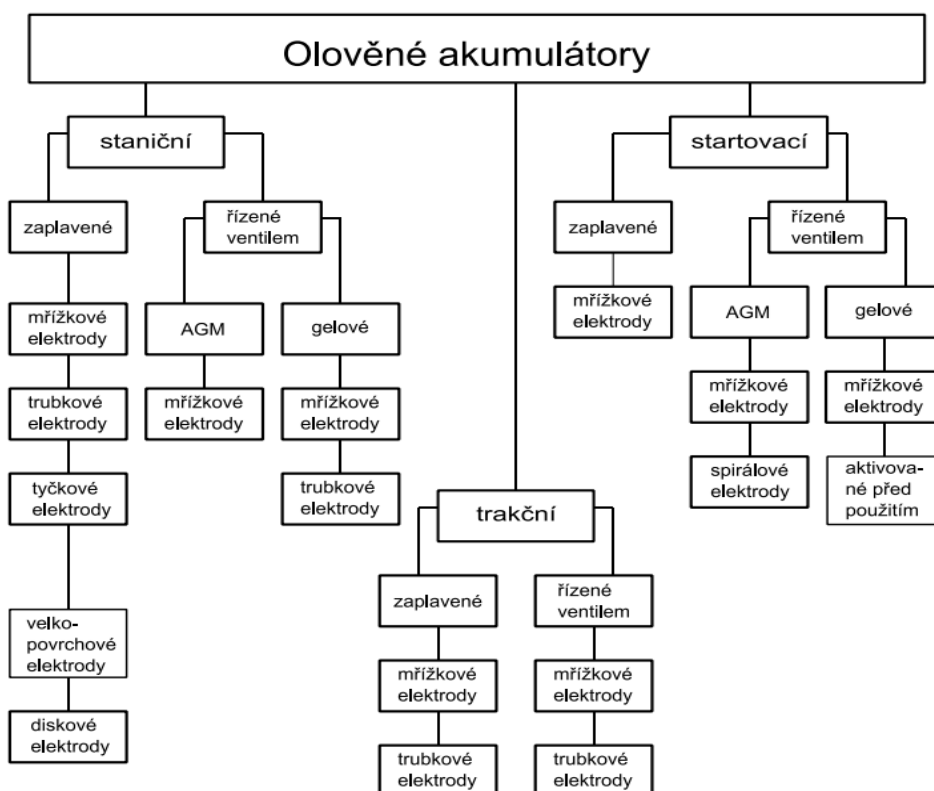 Olověné akumulátory
staniční
startovací
zaplavené
řízené
ventilem
zaplavené
řízené
ventilem
mřížkové
elektrody
AGM
gelové
mřížkové
elektrody
AGM
gelové
trubkové
elektrody
mřížkové
elektrody
mřížkové
elektrody
mřížkové
elektrody
mřížkové
elektrody
tyčkové
elektrody
trubkové
elektrody
spirálové
elektrody
aktivova-
né před
použitím
trakční
zaplavené
řízené
ventilem
velko-
povrchové
elektrody
mřížkové
elektrody
mřížkové
elektrody
diskové
elektrody
trubkové
elektrody
trubkové
elektrody